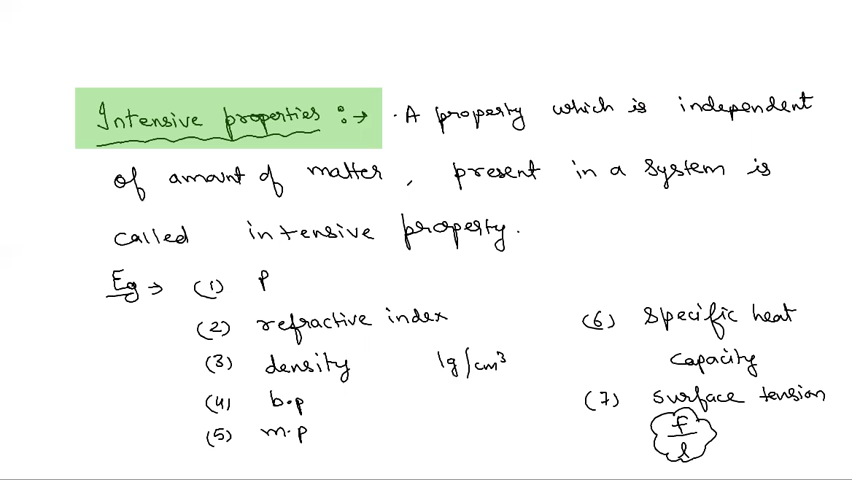 Intensive properties :→ . A property which is independent
of amount of matter, present in a system is
called intensive property.
Eg → (1) P
(2) refractive index
(3) density 1g/cm³
(4) b.p
(5) m.p
(6) specific heat
capacity
(7) surface tension
f/l